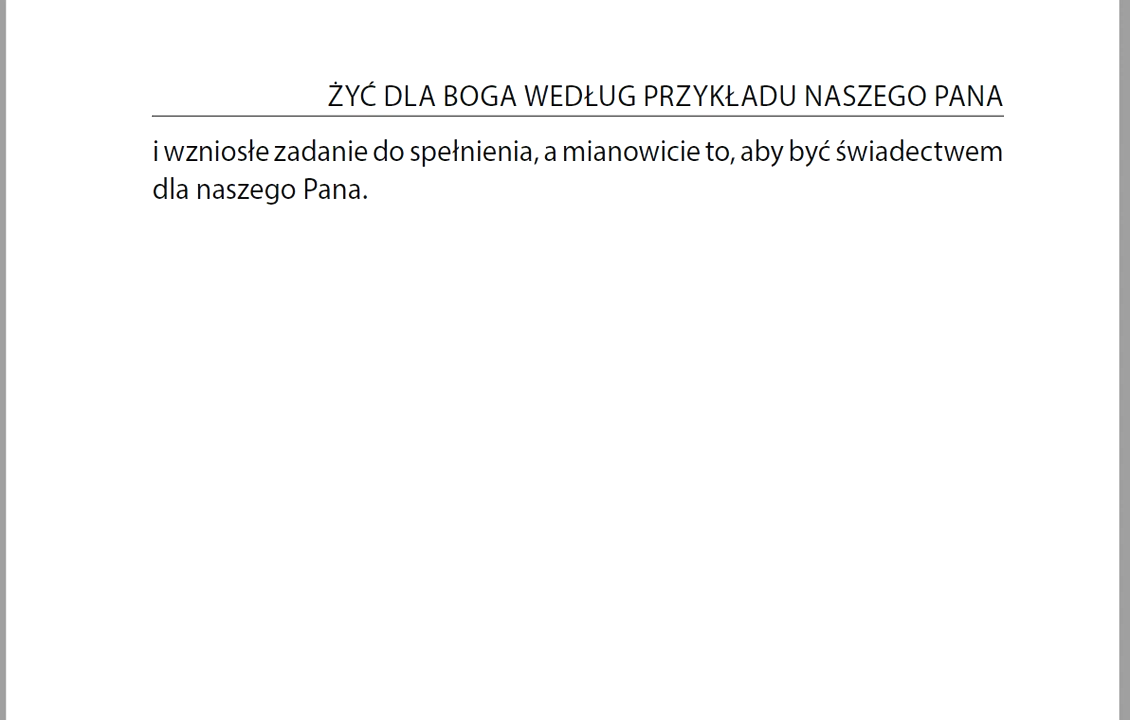 ŻYĆ DLA BOGA WEDŁUG PRZYKŁADU NASZEGO PANA
i wzniosłe zadanie do spełnienia, a mianowicie to, aby być świadectwem
dla naszego Pana.